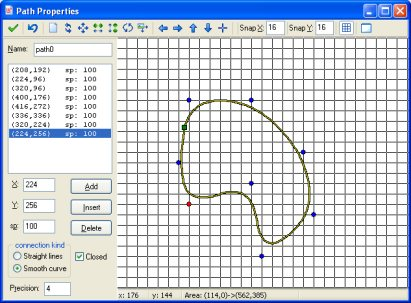 Path Properties
Snap X: 16 Snap Y: 16
Name: path0
(208,192) sp: 100
(224,96) sp: 100
(320,96) sp: 100
(400,176) sp: 100
(416,272) sp: 100
(336,336) sp: 100
(320,224) sp: 100
(224,256) sp: 100
X: 224 Add
Y: 256 Insert
sp: 100 Delete
connection kind
Straight lines
Closed
Smooth curve
Precision: 4
x: 176 y: 144 Area: (114,0)->(562,385)